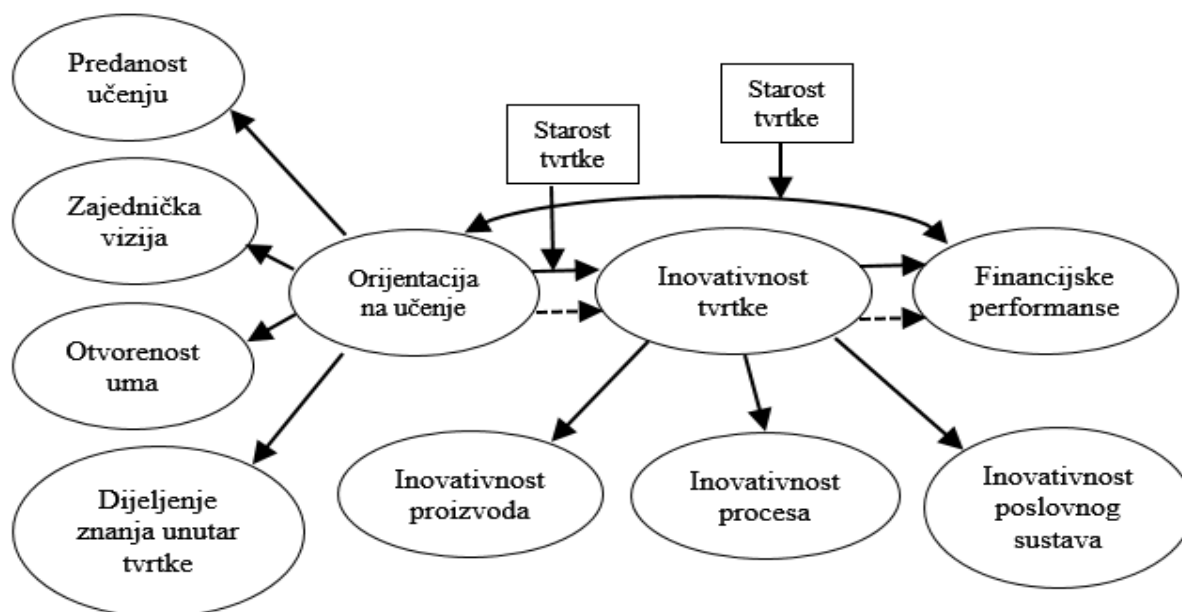 Predanost
učenju
Starost
tvrtke
Starost
tvrtke
Zajednička
vizija
Orijentacija
na učenje
Inovativnost
tvrtke
Financijske
performanse
Otvorenost
uma
Dijeljenje
znanja unutar
tvrtke
Inovativnost
proizvoda
Inovativnost
procesa
Inovativnost
poslovnog
sustava